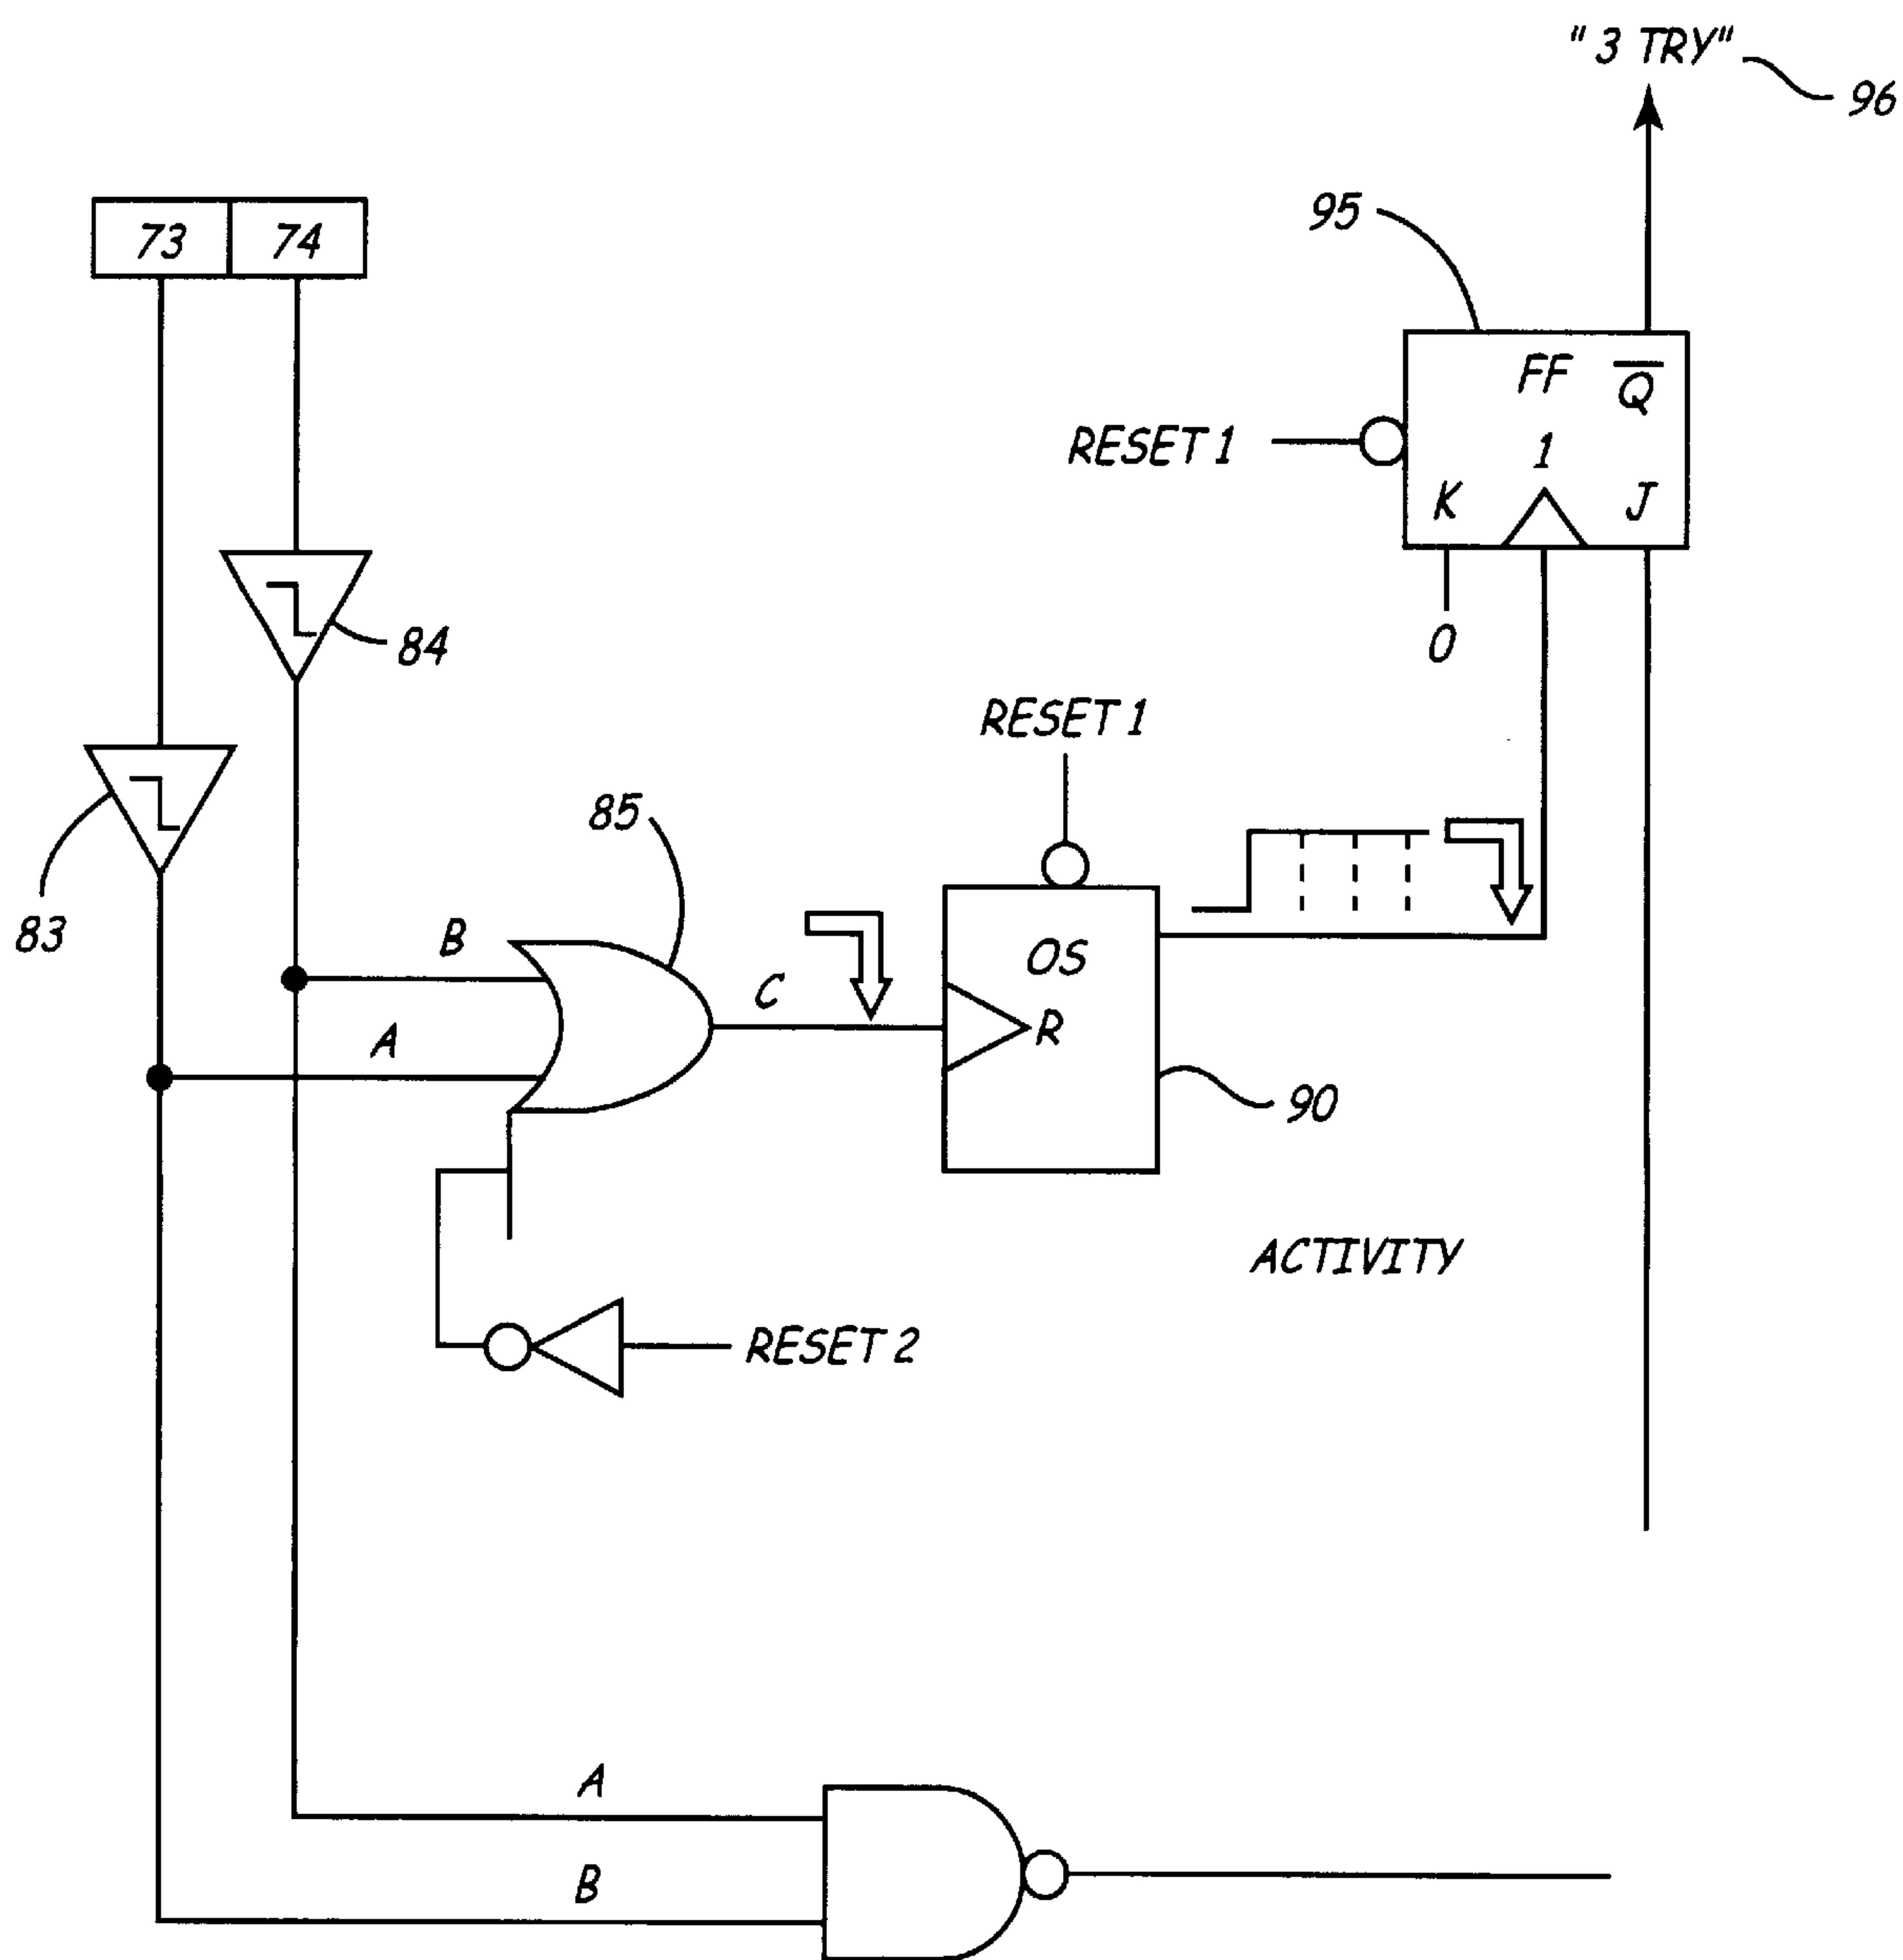 "3 TRY"
96
73 74
95
FF Q
1
RESET 1
K J
0
84
RESET 1
83
85
B
OS
C
A
R
90
ACTIVITY
RESET 2
A
B